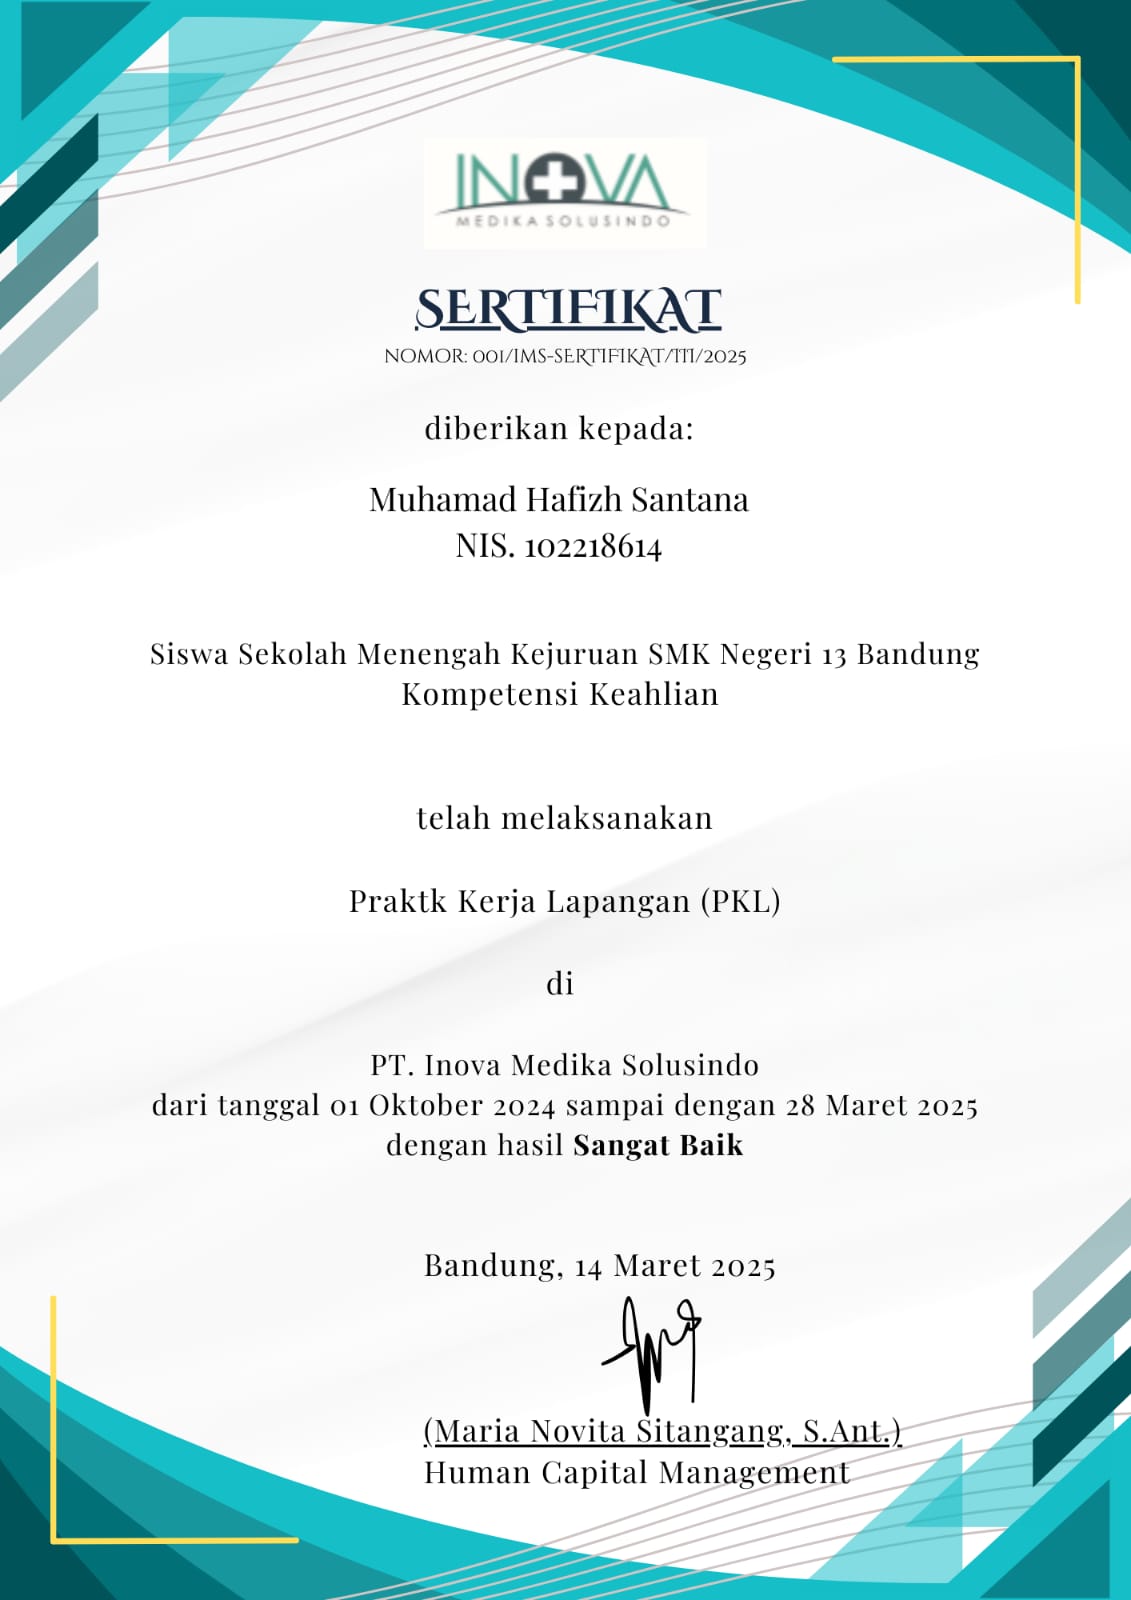 INOVA
MEDIKA SOLUSINDO
SERTIFIKAT
NOMOR: 001/IMS-SERTIFIKAT/III/2025
diberikan kepada:
Muhamad Hafizh Santana
NIS. 102218614
Siswa Sekolah Menengah Kejuruan SMK Negeri 13 Bandung
Kompetensi Keahlian
telah melaksanakan
Praktk Kerja Lapangan (PKL)
di
PT. Inova Medika Solusindo
dari tanggal 01 Oktober 2024 sampai dengan 28 Maret 2025
dengan hasil Sangat Baik
Bandung, 14 Maret 2025
(Maria Novita Sitangang, S.Ant.)
Human Capital Management